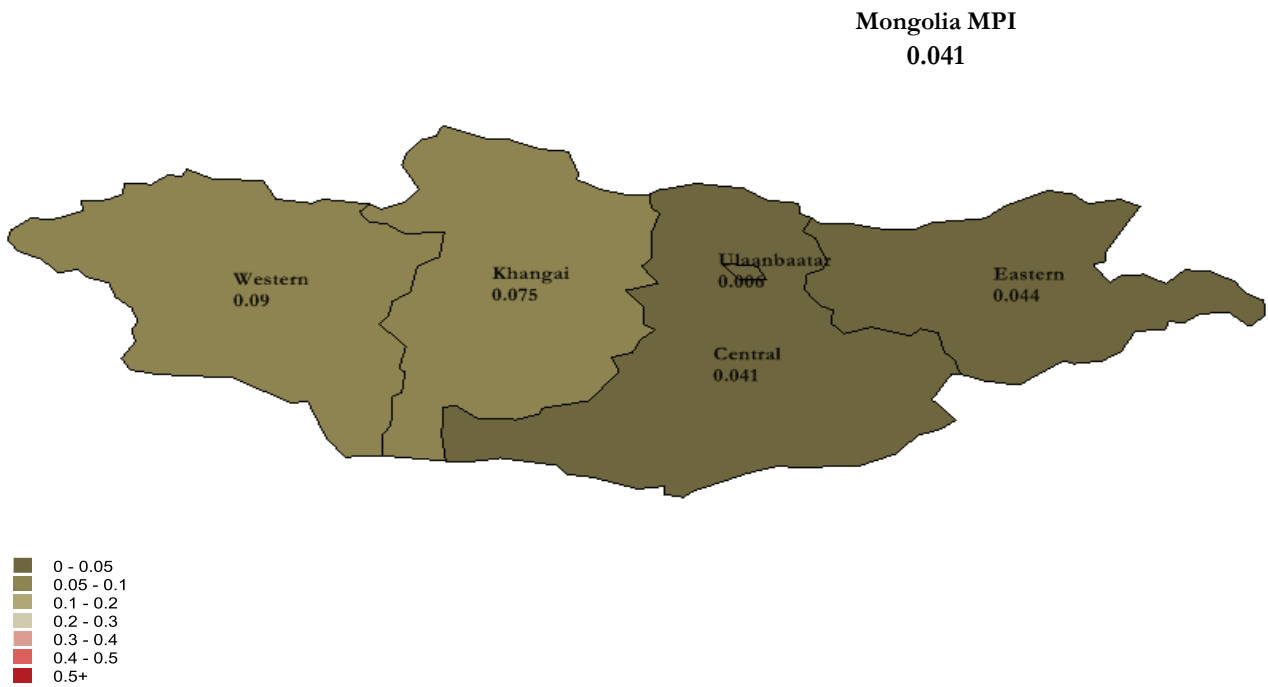 Mongolia MPI
0.041
Western
0.09
Khangai
0.075
Ulaanbaatar
0.006
Central
0.041
Eastern
0.044
0 - 0.05
0.05 - 0.1
0.1 - 0.2
0.2 - 0.3
0.3 - 0.4
0.4 - 0.5
0.5+